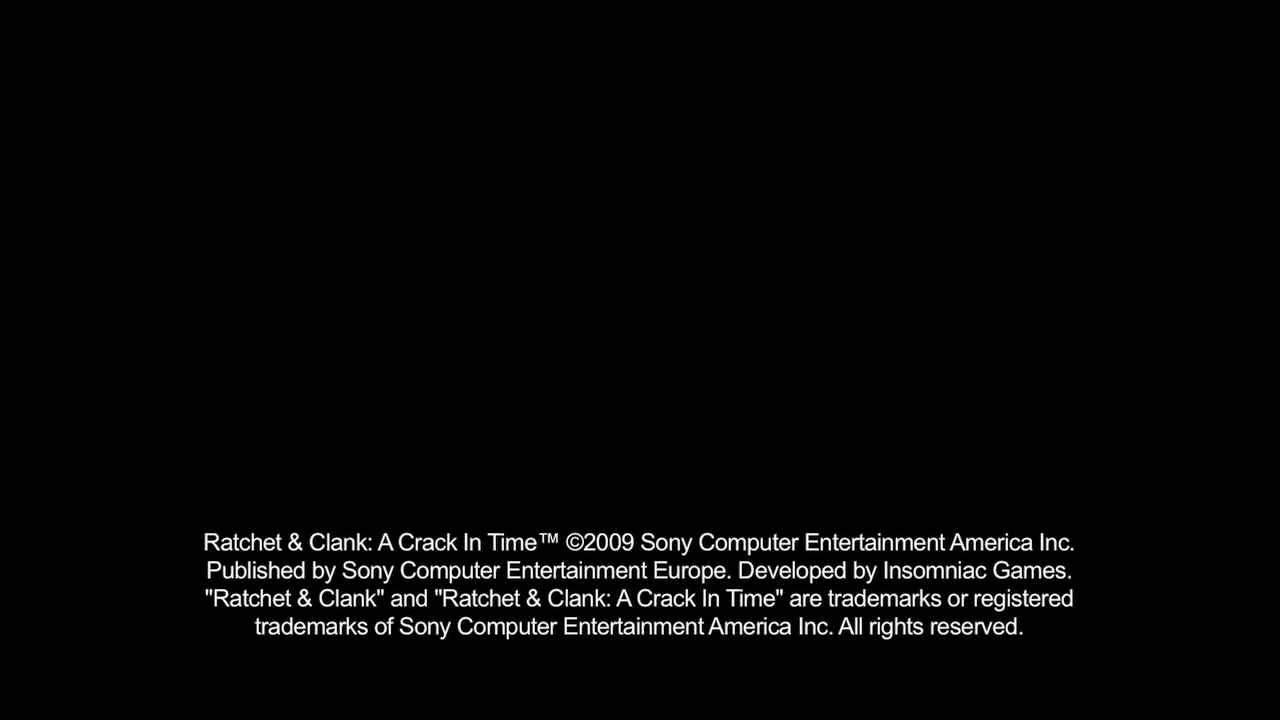 Ratchet & Clank: A Crack In Time™ ©2009 Sony Computer Entertainment America Inc.
Published by Sony Computer Entertainment Europe. Developed by Insomniac Games.
"Ratchet & Clank" and "Ratchet & Clank: A Crack In Time" are trademarks or registered
trademarks of Sony Computer Entertainment America Inc. All rights reserved.